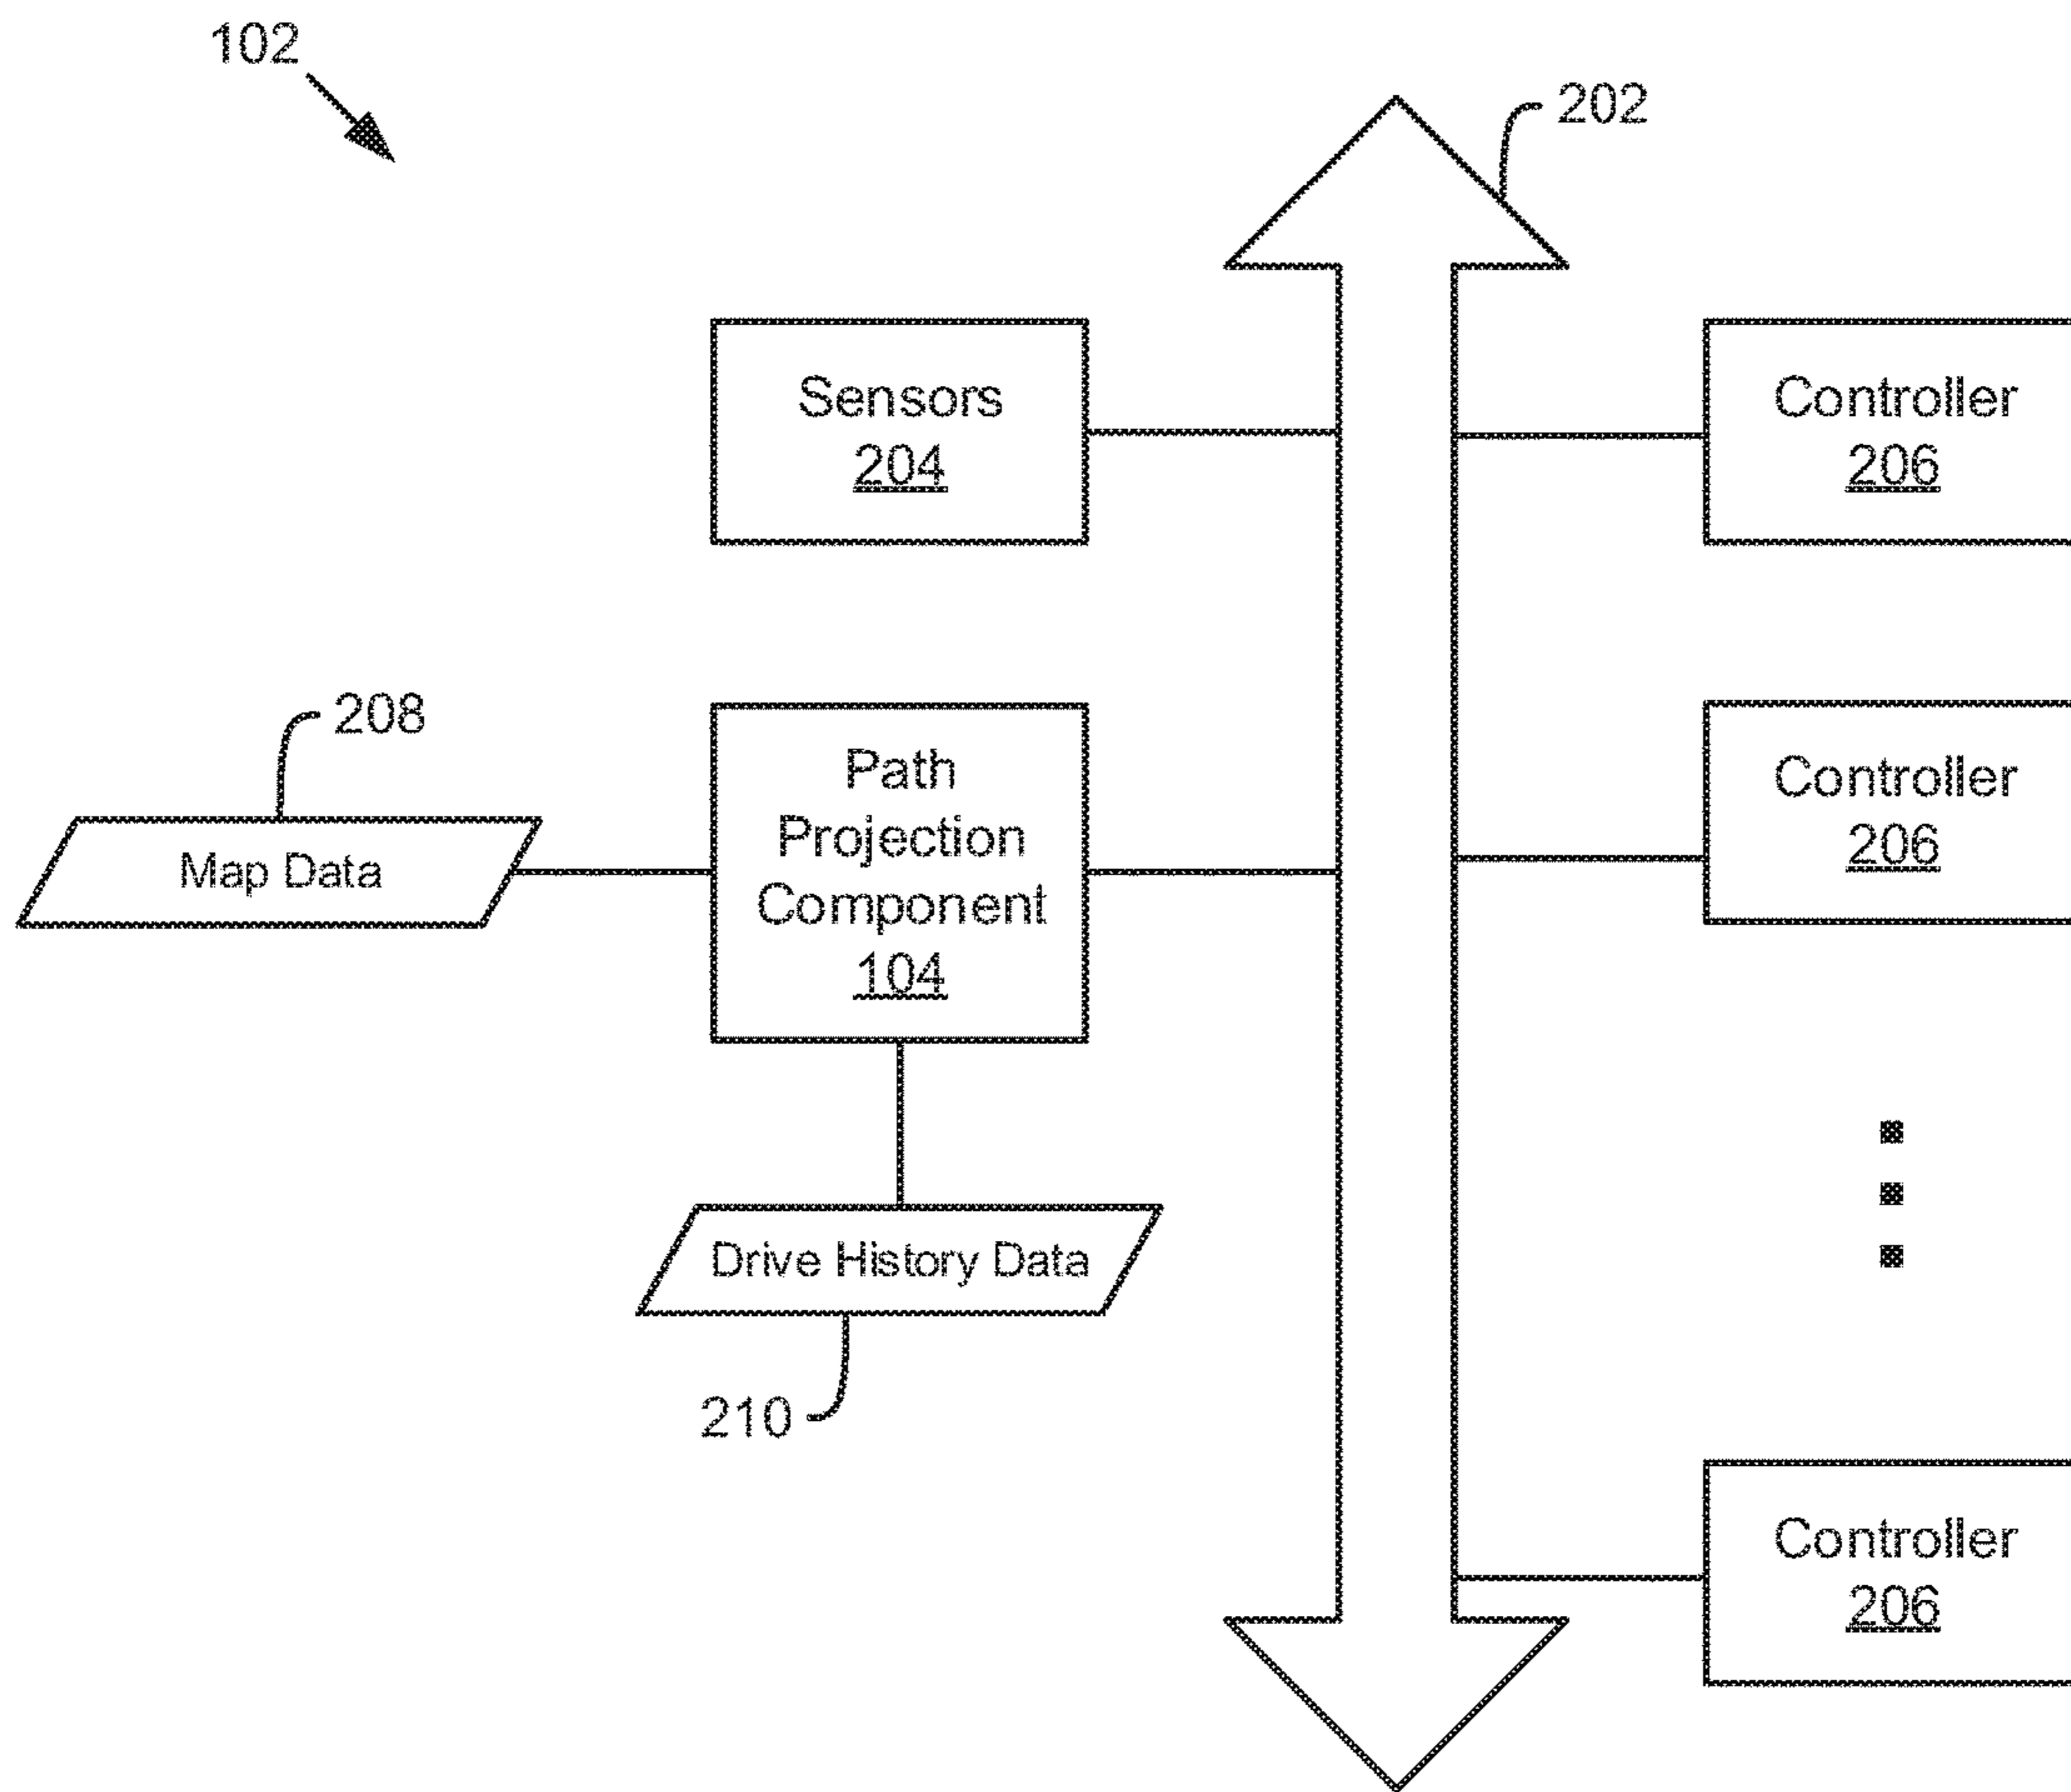 102
202
Sensors
204
Controller
206
208
Map Data
Path
Projection
Component
104
Controller
206
Drive History Data
210
Controller
206